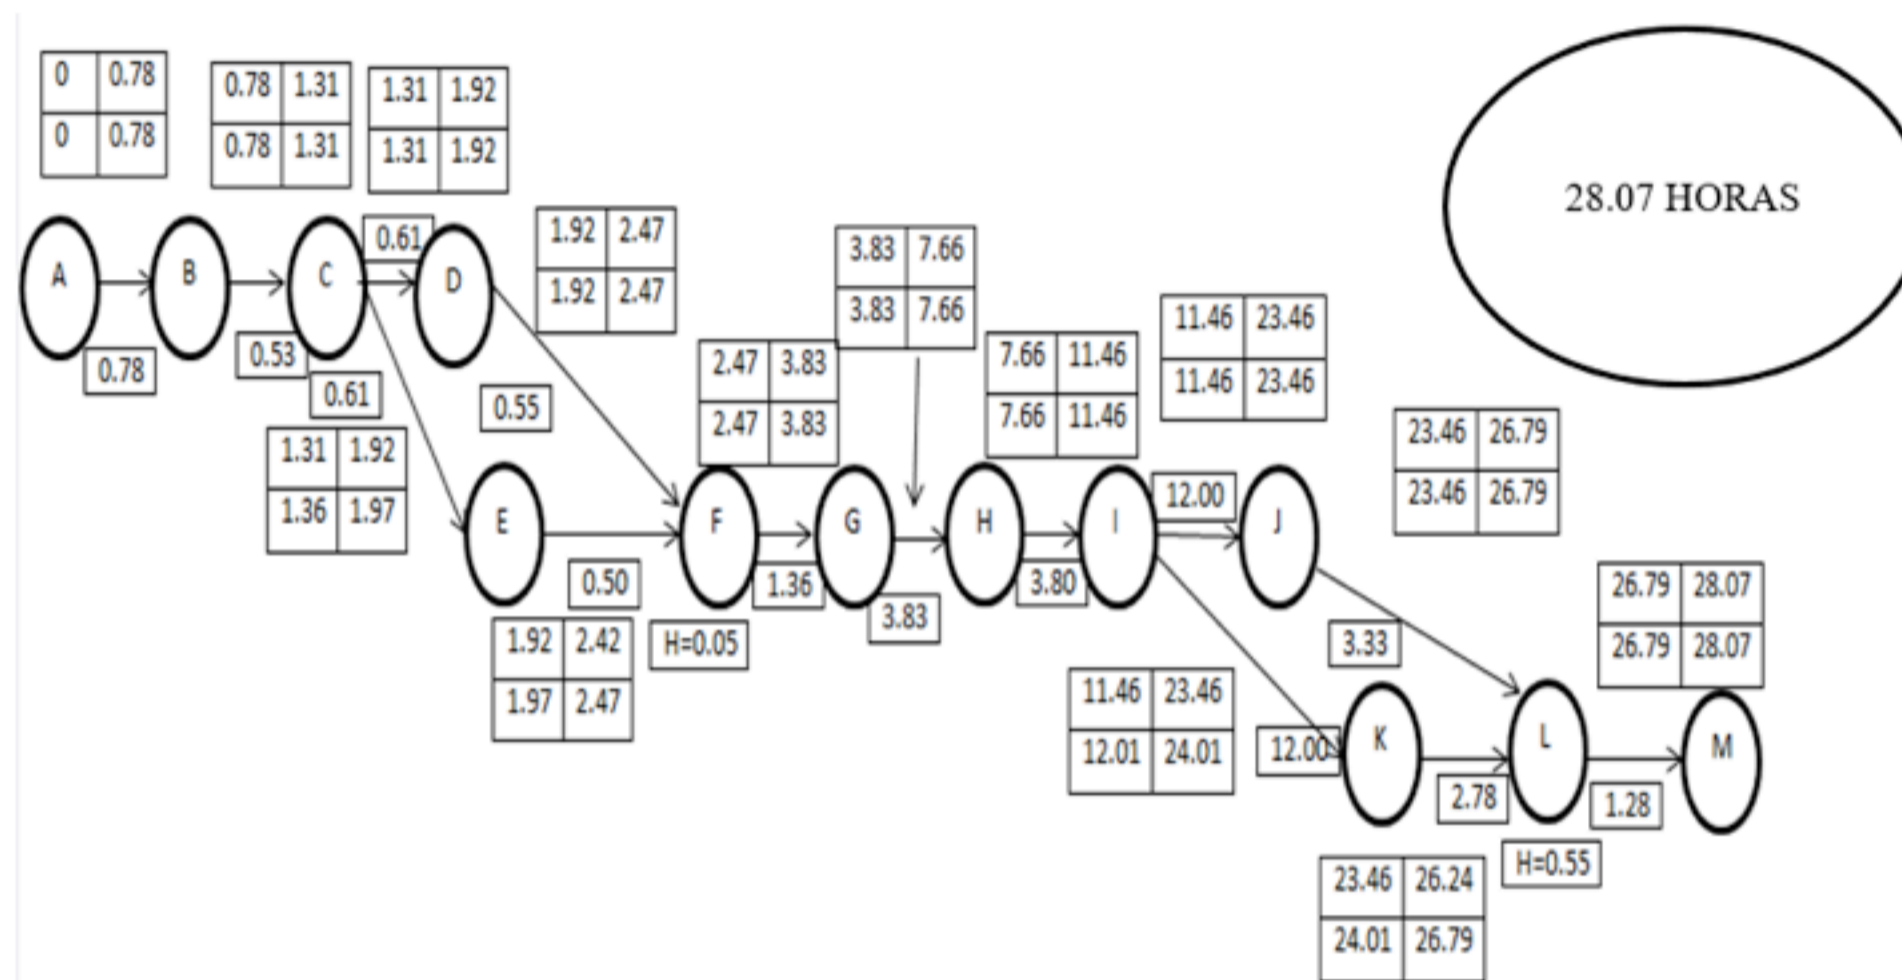 0 0.78
0 0.78
0.78 1.31
0.78 1.31
1.31 1.92
1.31 1.92
28.07 HORAS
A
B
C
0.61
D
0.78
0.53
0.61
1.92 2.47
1.92 2.47
0.55
1.31 1.92
1.36 1.97
2.47 3.83
2.47 3.83
3.83 7.66
3.83 7.66
7.66 11.46
7.66 11.46
11.46 23.46
11.46 23.46
23.46 26.79
23.46 26.79
E
F
G
H
I
12.00
J
0.50
1.36
3.83
3.80
1.92 2.42
1.97 2.47
H=0.05
3.33
26.79 28.07
26.79 28.07
11.46 23.46
12.01 24.01
12.00
K
L
M
2.78
1.28
H=0.55
23.46 26.24
24.01 26.79